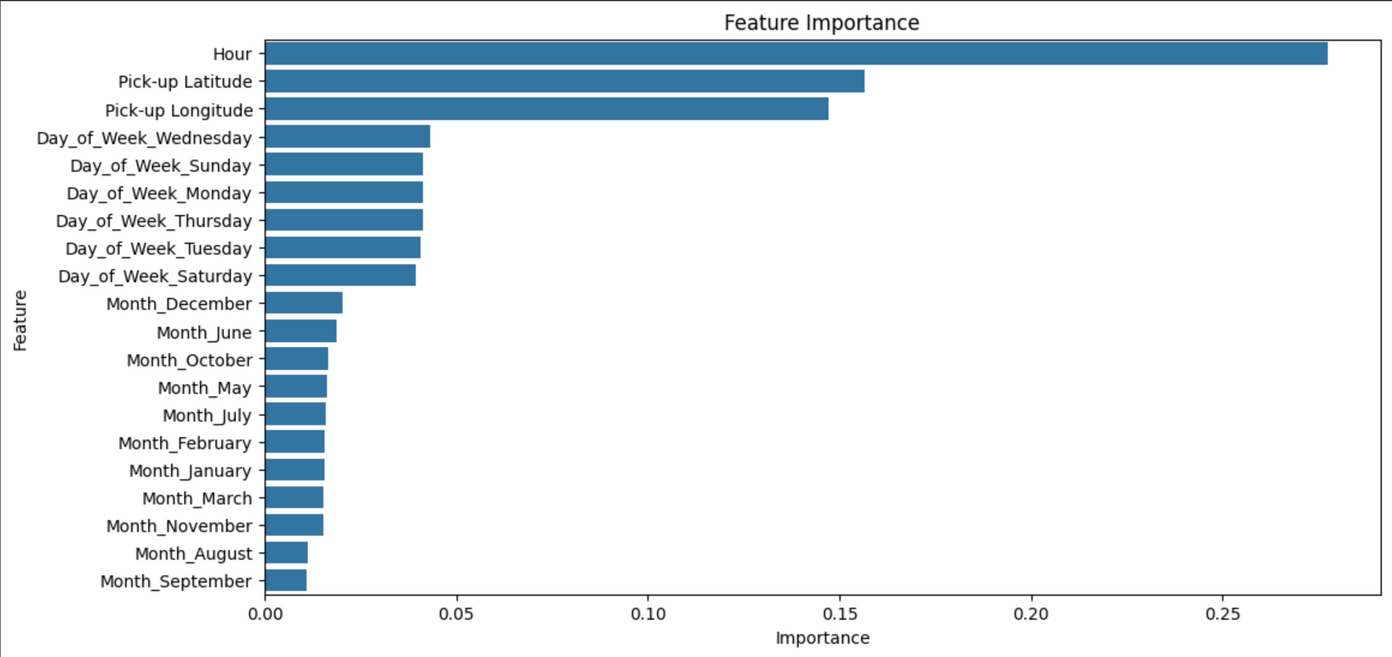 Feature Importance
Hour
Pick-up Latitude
Pick-up Longitude
Day_of_Week_Wednesday
Day_of_Week_Sunday
Day_of_Week_Monday
Day_of_Week_Thursday
Day_of_Week_Tuesday
Day_of_Week_Saturday
Month_December
Month_June
Month_October
Month_May
Month_July
Month_February
Month_January
Month_March
Month_November
Month_August
Month_September
Feature
0.00 0.05 0.10 0.15 0.20 0.25
Importance